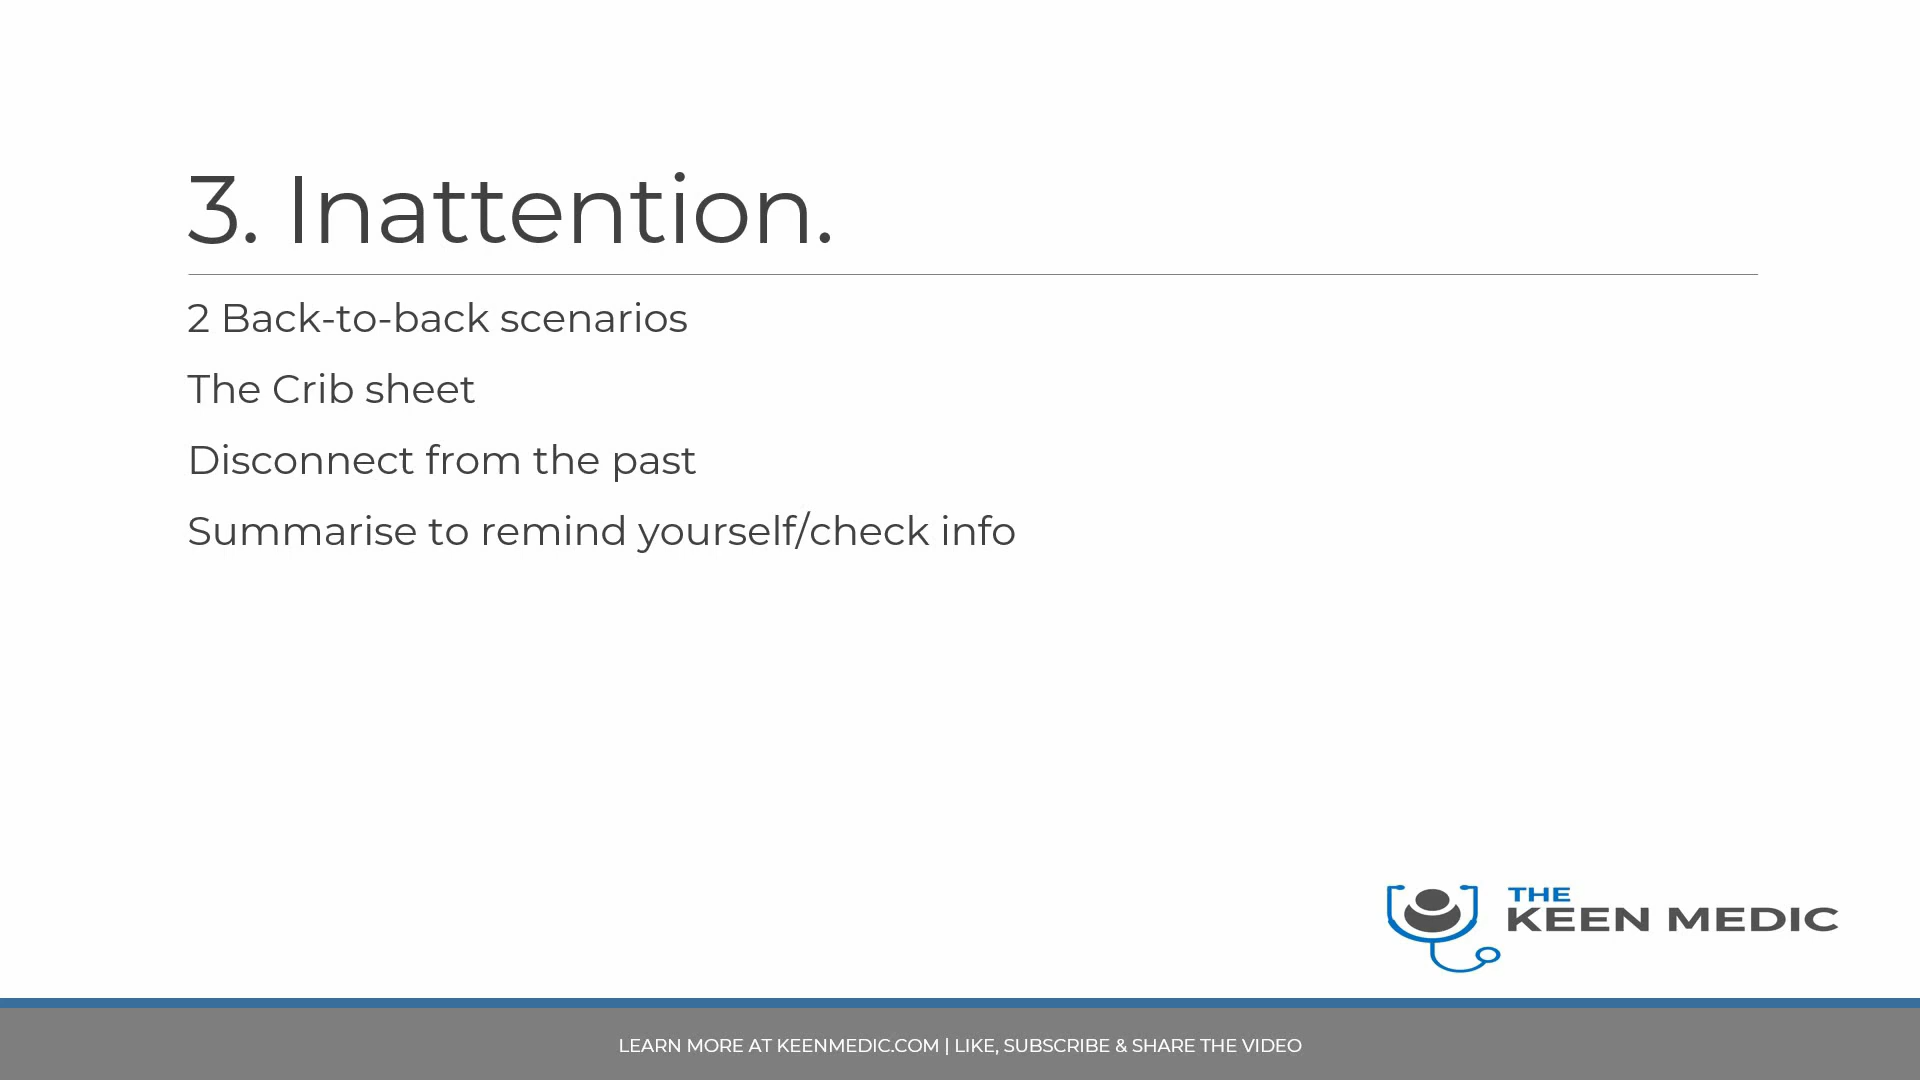 3. Inattention.
2 Back-to-back scenarios
The Crib sheet
Disconnect from the past
Summarise to remind yourself/check info
THE
KEEN MEDIC
LEARN MORE AT KEENMEDIC.COM | LIKE, SUBSCRIBE & SHARE THE VIDEO